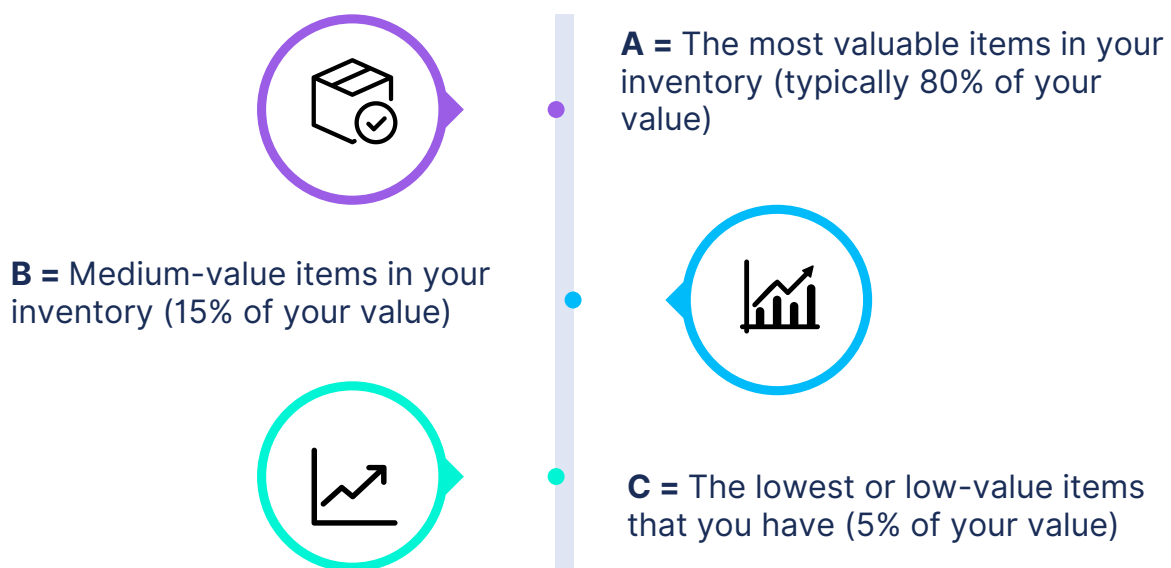 A = The most valuable items in your
inventory (typically 80% of your
value)
B = Medium-value items in your
inventory (15% of your value)
C = The lowest or low-value items
that you have (5% of your value)